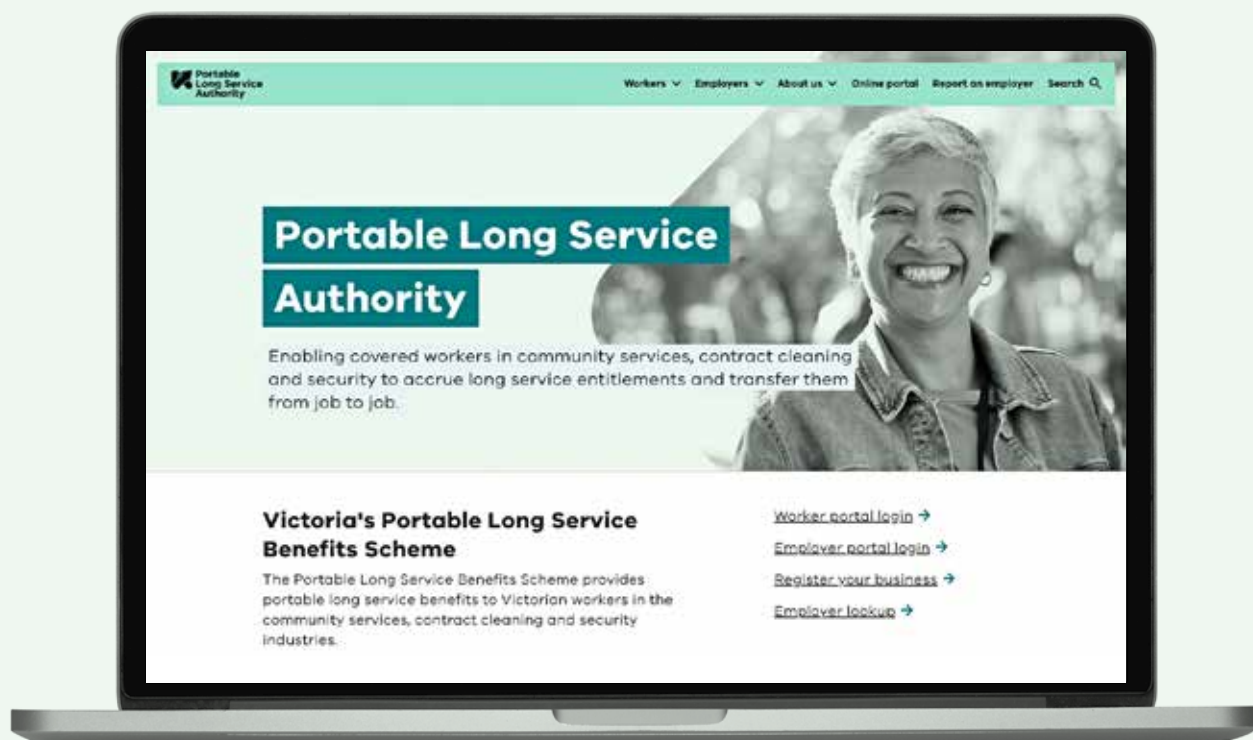 Portable
Long Service
Authority
Workers
Employers
About us
Online portal
Report an employer
Search
Portable Long Service
Authority
Enabling covered workers in community services, contract cleaning
and security to accrue long service entitlements and transfer them
from job to job.
Victoria's Portable Long Service
Benefits Scheme
The Portable Long Service Benefits Scheme provides
portable long service benefits to Victorian workers in the
community services, contract cleaning and security
industries.
Worker portal login
Employer portal login
Register your business
Employer lookup